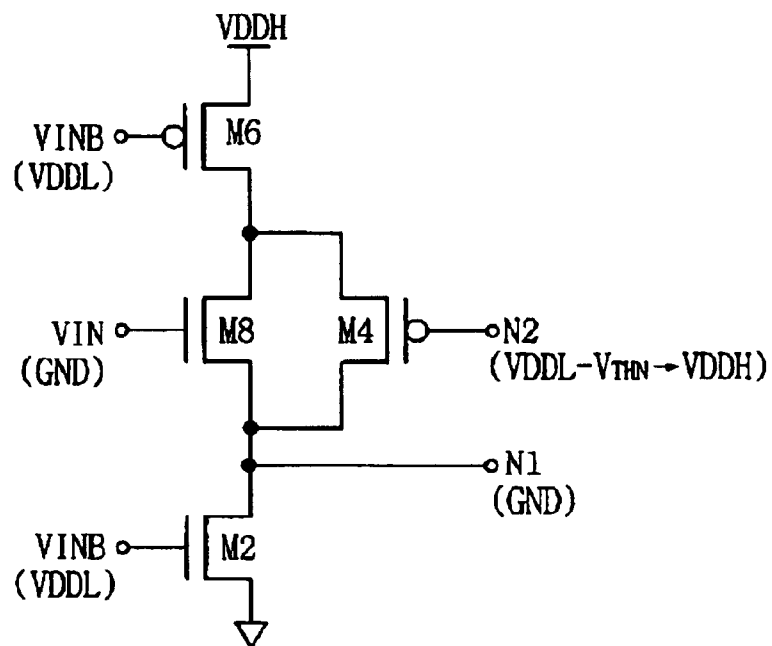 VDDH
VINB
(VDDL)
M6
VIN
(GND)
M8
M4
N2
(VDDL-VTHN→VDDH)
N1
(GND)
VINB
(VDDL)
M2